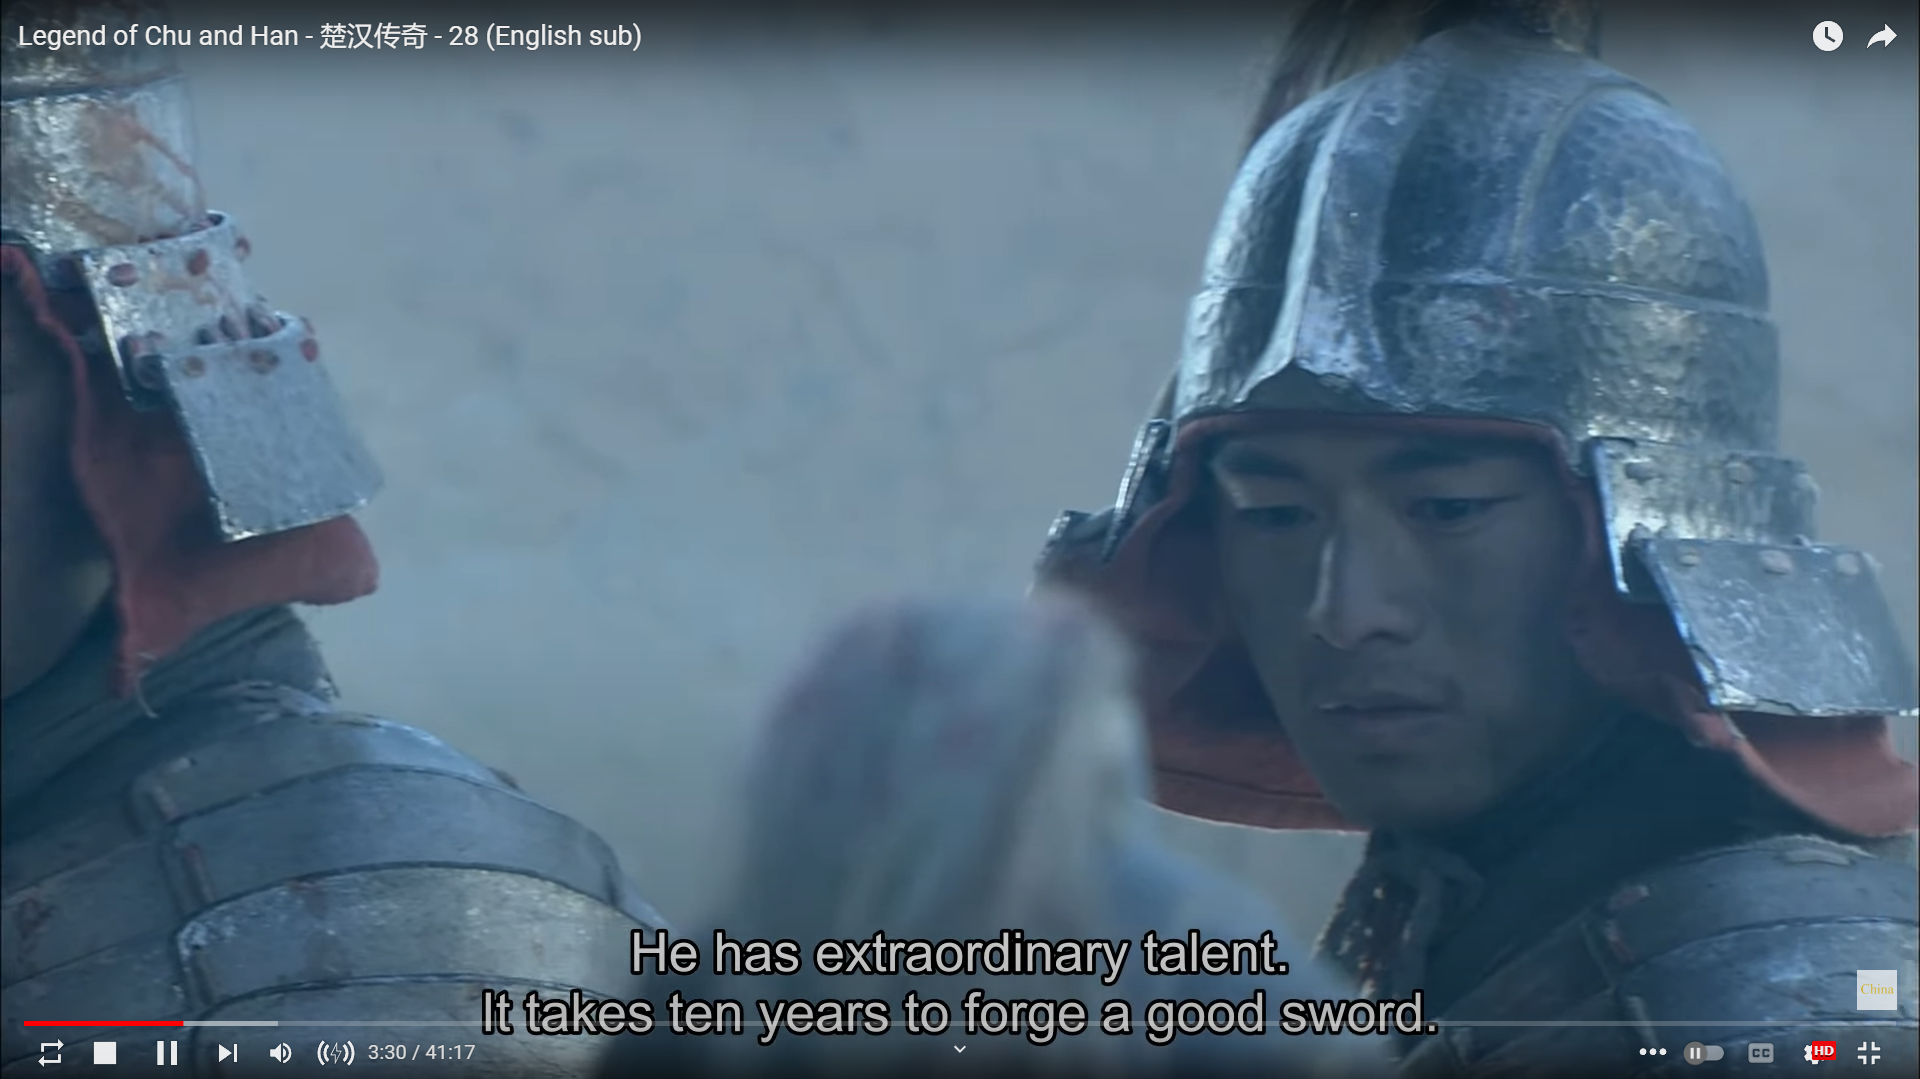 Legend of Chu and Han - 楚汉传奇 - 28 (English sub)
He has extraordinary talent.
It takes ten years to forge a good sword.
China
3:30 / 41:17
CC
HD